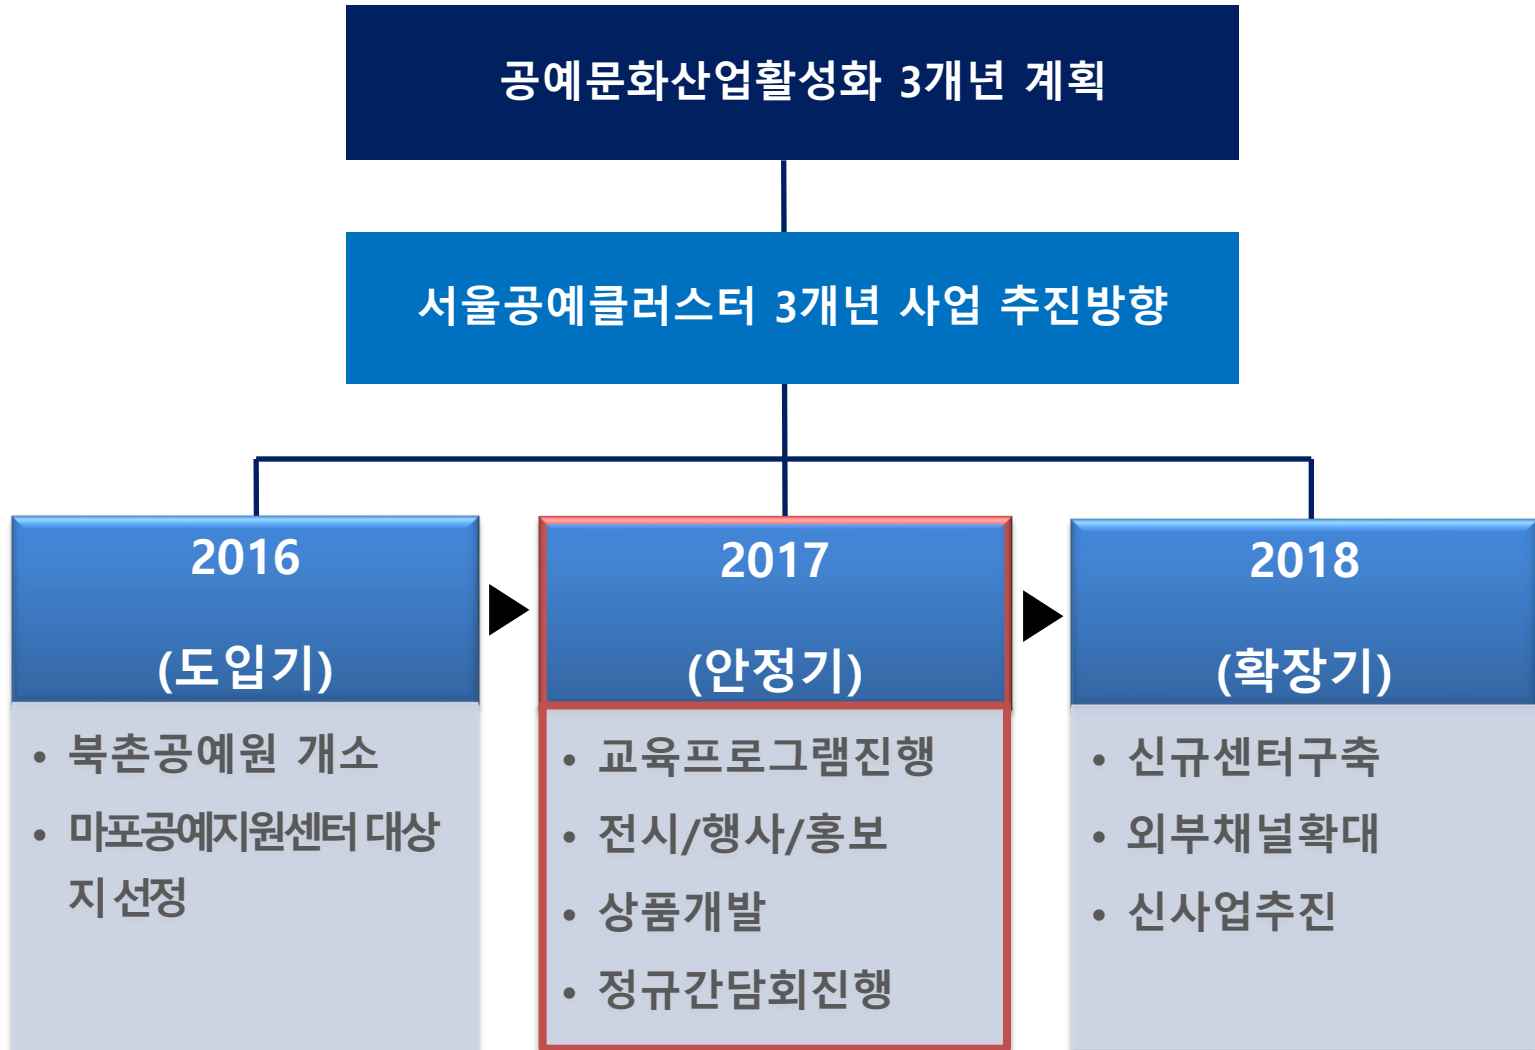 공예문화산업활성화 3개년 계획
서울공예클러스터 3개년 사업 추진방향
2016
(도입기)
• 북촌공예원 개소
• 마포공예지원센터 대상
지 선정
2017
(안정기)
• 교육프로그램진행
• 전시/행사/홍보
• 상품개발
• 정규간담회진행
2018
(확장기)
• 신규센터구축
• 외부채널확대
• 신사업추진